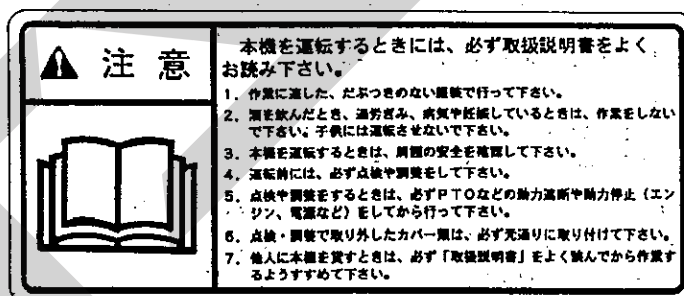 注 意
本機を運転するときには、必ず取扱説明書をよく
お読み下さい。
1. 作業に適した、だぶつきのない服装で行って下さい。
2. 酒を飲んだとき、過労ぎみ、病気や妊娠しているときは、作業をしない
で下さい。子供には運転させないで下さい。
3. 本機を運転するときは、周囲の安全を確認して下さい。
4. 運転前には、必ず点検や調整をして下さい。
5. 点検や調整をするときは、必ずPTOなどの動力遮断や動力停止（エン
ジン、電源など）をしてから行って下さい。
6. 点検・調整で取り外したカバー類は、必ず元通りに取り付けて下さい。
7. 他人に本機を貸すときは、必ず「取扱説明書」をよく読んでから作業す
るようすすめて下さい。